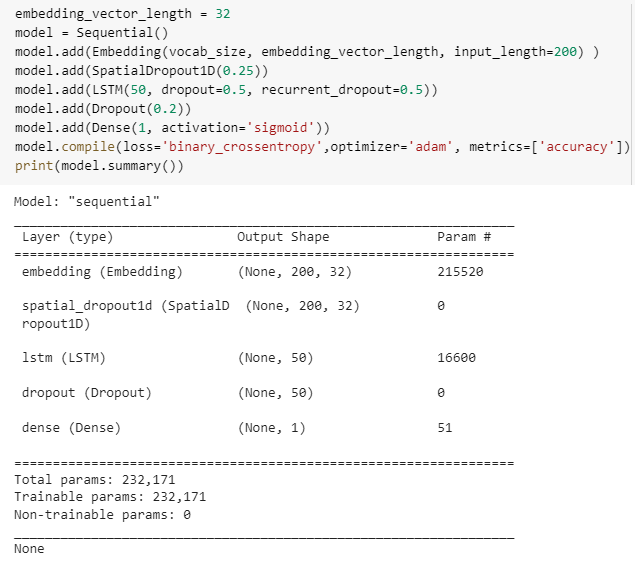 embedding_vector_length = 32
model = Sequential()
model.add(Embedding(vocab_size, embedding_vector_length, input_length=200) )
model.add(SpatialDropout1D(0.25))
model.add(LSTM(50, dropout=0.5, recurrent_dropout=0.5))
model.add(Dropout(0.2))
model.add(Dense(1, activation='sigmoid'))
model.compile(loss='binary_crossentropy',optimizer='adam', metrics=['accuracy'])
print(model.summary())
Model: "sequential"
_________________________________________________________________
Layer (type) Output Shape Param #
=================================================================
embedding (Embedding) (None, 200, 32) 215520
spatial_dropout1d (SpatialD (None, 200, 32) 0
ropout1D)
lstm (LSTM) (None, 50) 16600
dropout (Dropout) (None, 50) 0
dense (Dense) (None, 1) 51
=================================================================
Total params: 232,171
Trainable params: 232,171
Non-trainable params: 0
_________________________________________________________________
None